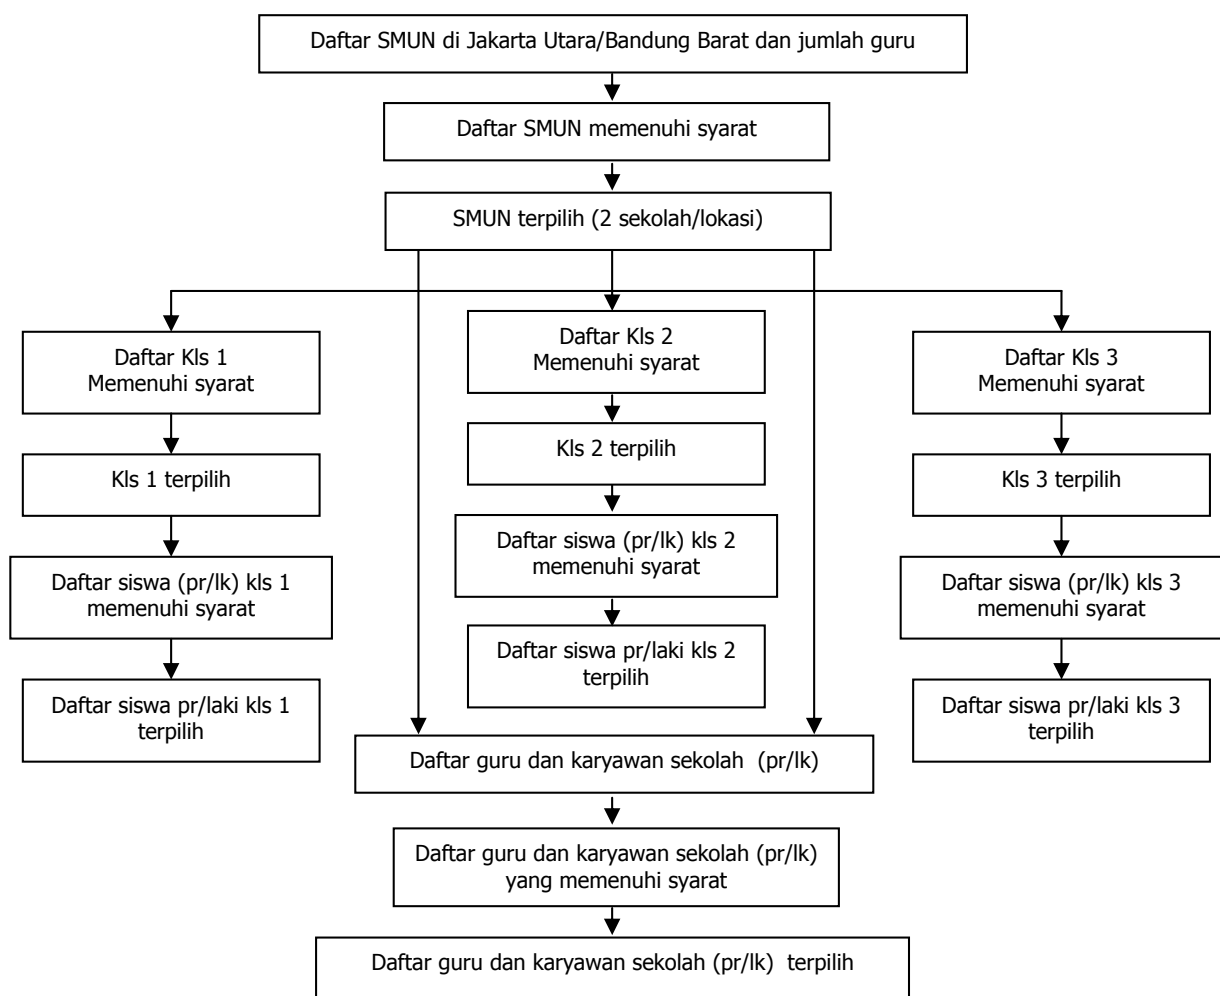 Daftar SMUN di Jakarta Utara/Bandung Barat dan jumlah guru
Daftar SMUN memenuhi syarat
SMUN terpilih (2 sekolah/lokasi)
Daftar Kls 1
Memenuhi syarat
Kls 1 terpilih
Daftar siswa (pr/lk) kls 1
memenuhi syarat
Daftar siswa pr/laki kls 1
terpilih
Daftar Kls 2
Memenuhi syarat
Kls 2 terpilih
Daftar siswa (pr/lk) kls 2
memenuhi syarat
Daftar siswa pr/laki kls 2
terpilih
Daftar Kls 3
Memenuhi syarat
Kls 3 terpilih
Daftar siswa (pr/lk) kls 3
memenuhi syarat
Daftar siswa pr/laki kls 3
terpilih
Daftar guru dan karyawan sekolah (pr/lk)
Daftar guru dan karyawan sekolah (pr/lk)
yang memenuhi syarat
Daftar guru dan karyawan sekolah (pr/lk) terpilih